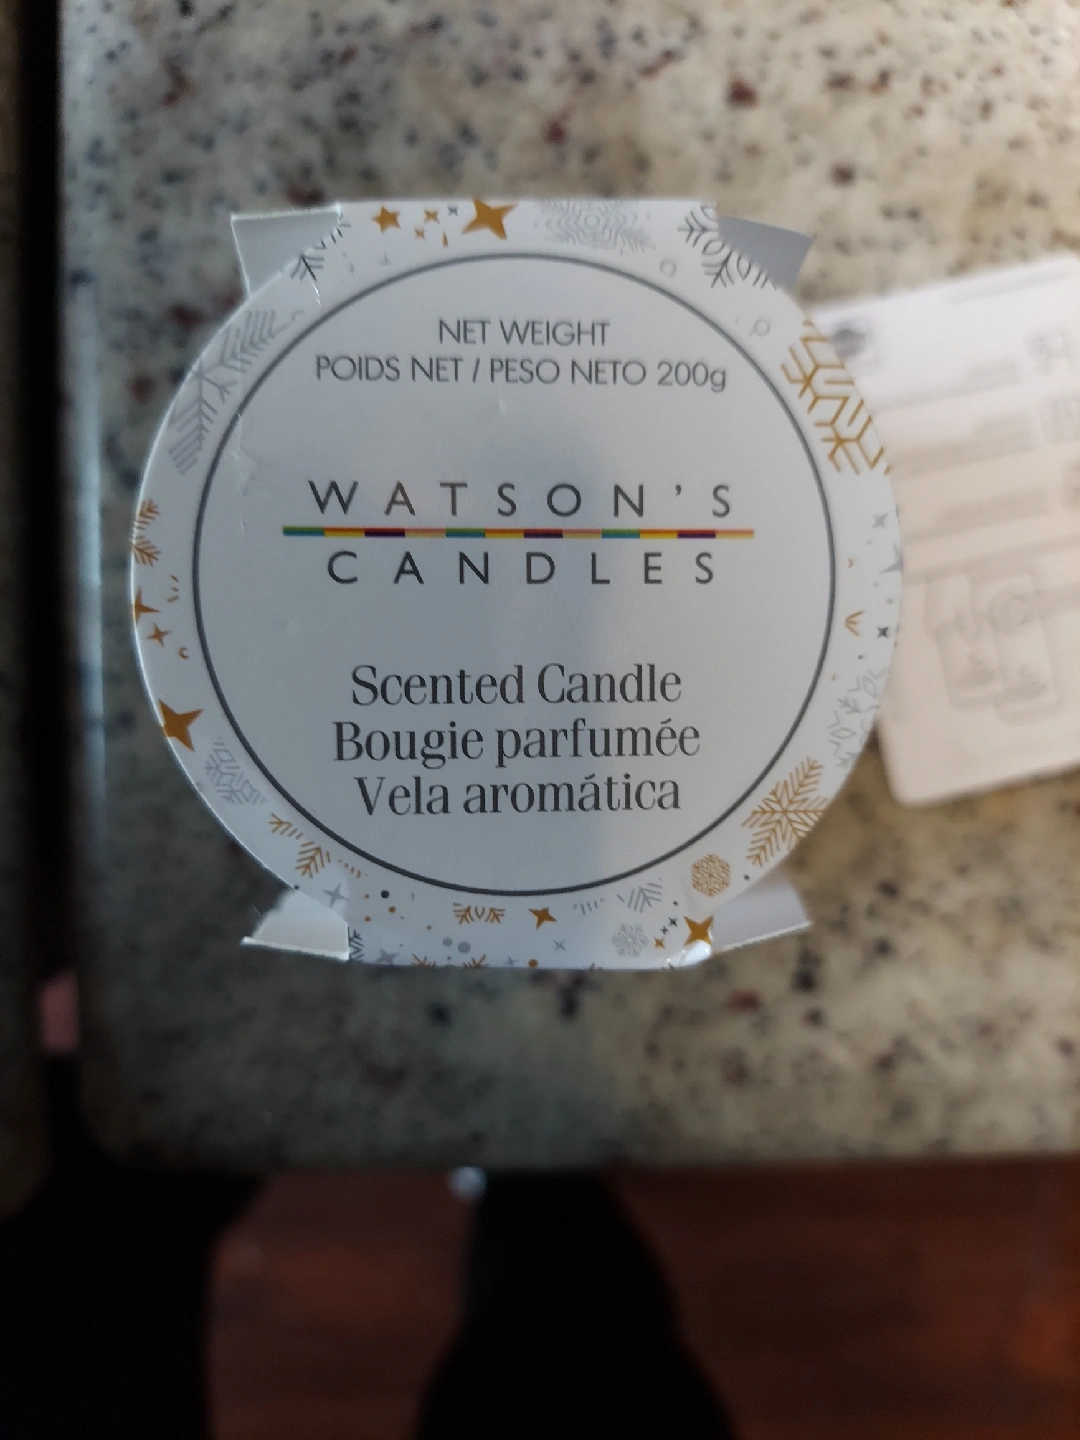 NET WEIGHT
POIDS NET / PESO NETO 200g
WATSON'S
CANDLES
Scented Candle
Bougie parfumée
Vela aromática